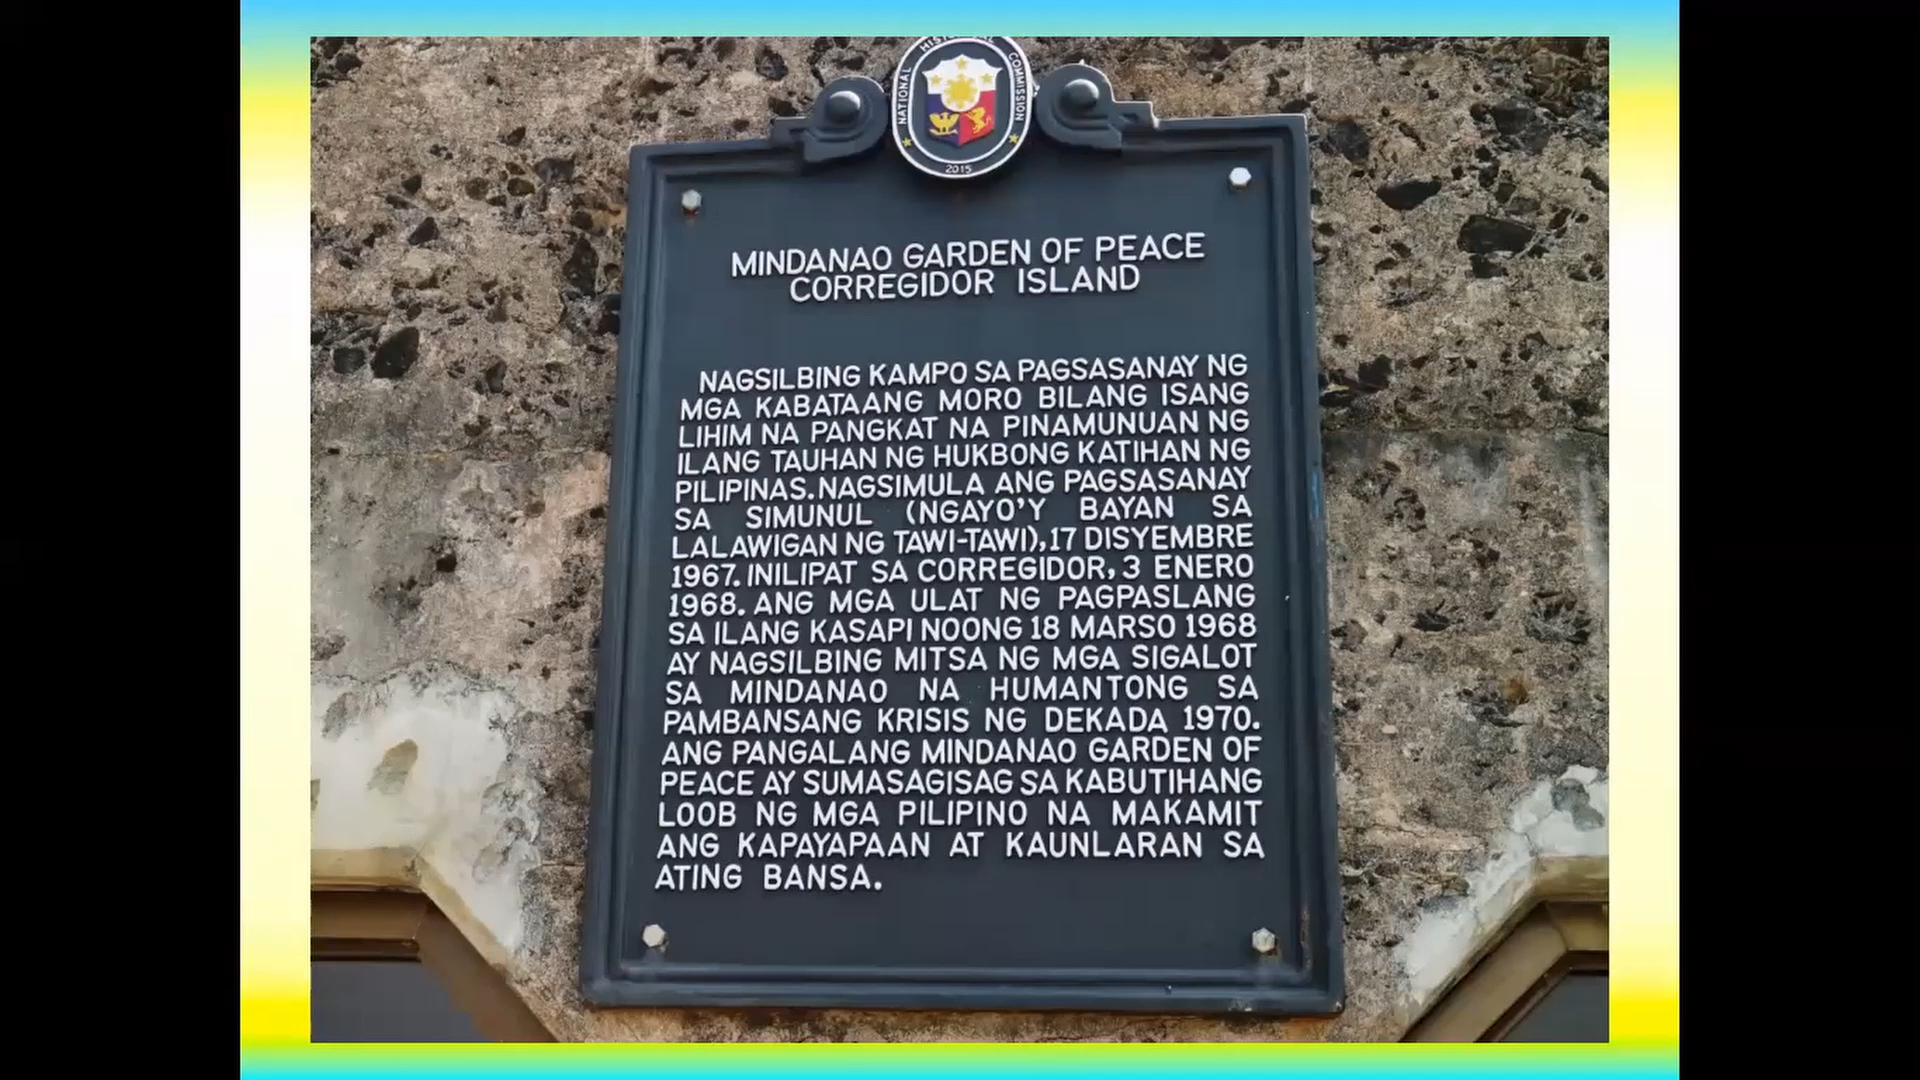 NATIONAL HISTORICAL COMMISSION
2015
MINDANAO GARDEN OF PEACE
CORREGIDOR ISLAND
NAGSILBING KAMPO SA PAGSASANAY NG
MGA KABATAANG MORO BILANG ISANG
LIHIM NA PANGKAT NA PINAMUNUAN NG
ILANG TAUHAN NG HUKBONG KATIHAN NG
PILIPINAS. NAGSIMULA ANG PAGSASANAY
SA SIMUNUL (NGAYO'Y BAYAN SA
LALAWIGAN NG TAWI-TAWI), 17 DISYEMBRE
1967. INILIPAT SA CORREGIDOR, 3 ENERO
1968. ANG MGA ULAT NG PAGPASLANG
SA ILANG KASAPI NOONG 18 MARSO 1968
AY NAGSILBING MITSA NG MGA SIGALOT
SA MINDANAO NA HUMANTONG SA
PAMBANSANG KRISIS NG DEKADA 1970.
ANG PANGALANG MINDANAO GARDEN OF
PEACE AY SUMASAGISAG SA KABUTIHANG
LOOB NG MGA PILIPINO NA MAKAMIT
ANG KAPAYAPAAN AT KAUNLARAN SA
ATING BANSA.